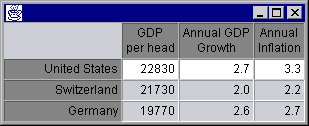 GDP per head Annual GDP Growth Annual Inflation
United States 22830 2.7 3.3
Switzerland 21730 2.0 2.2
Germany 19770 2.6 2.7